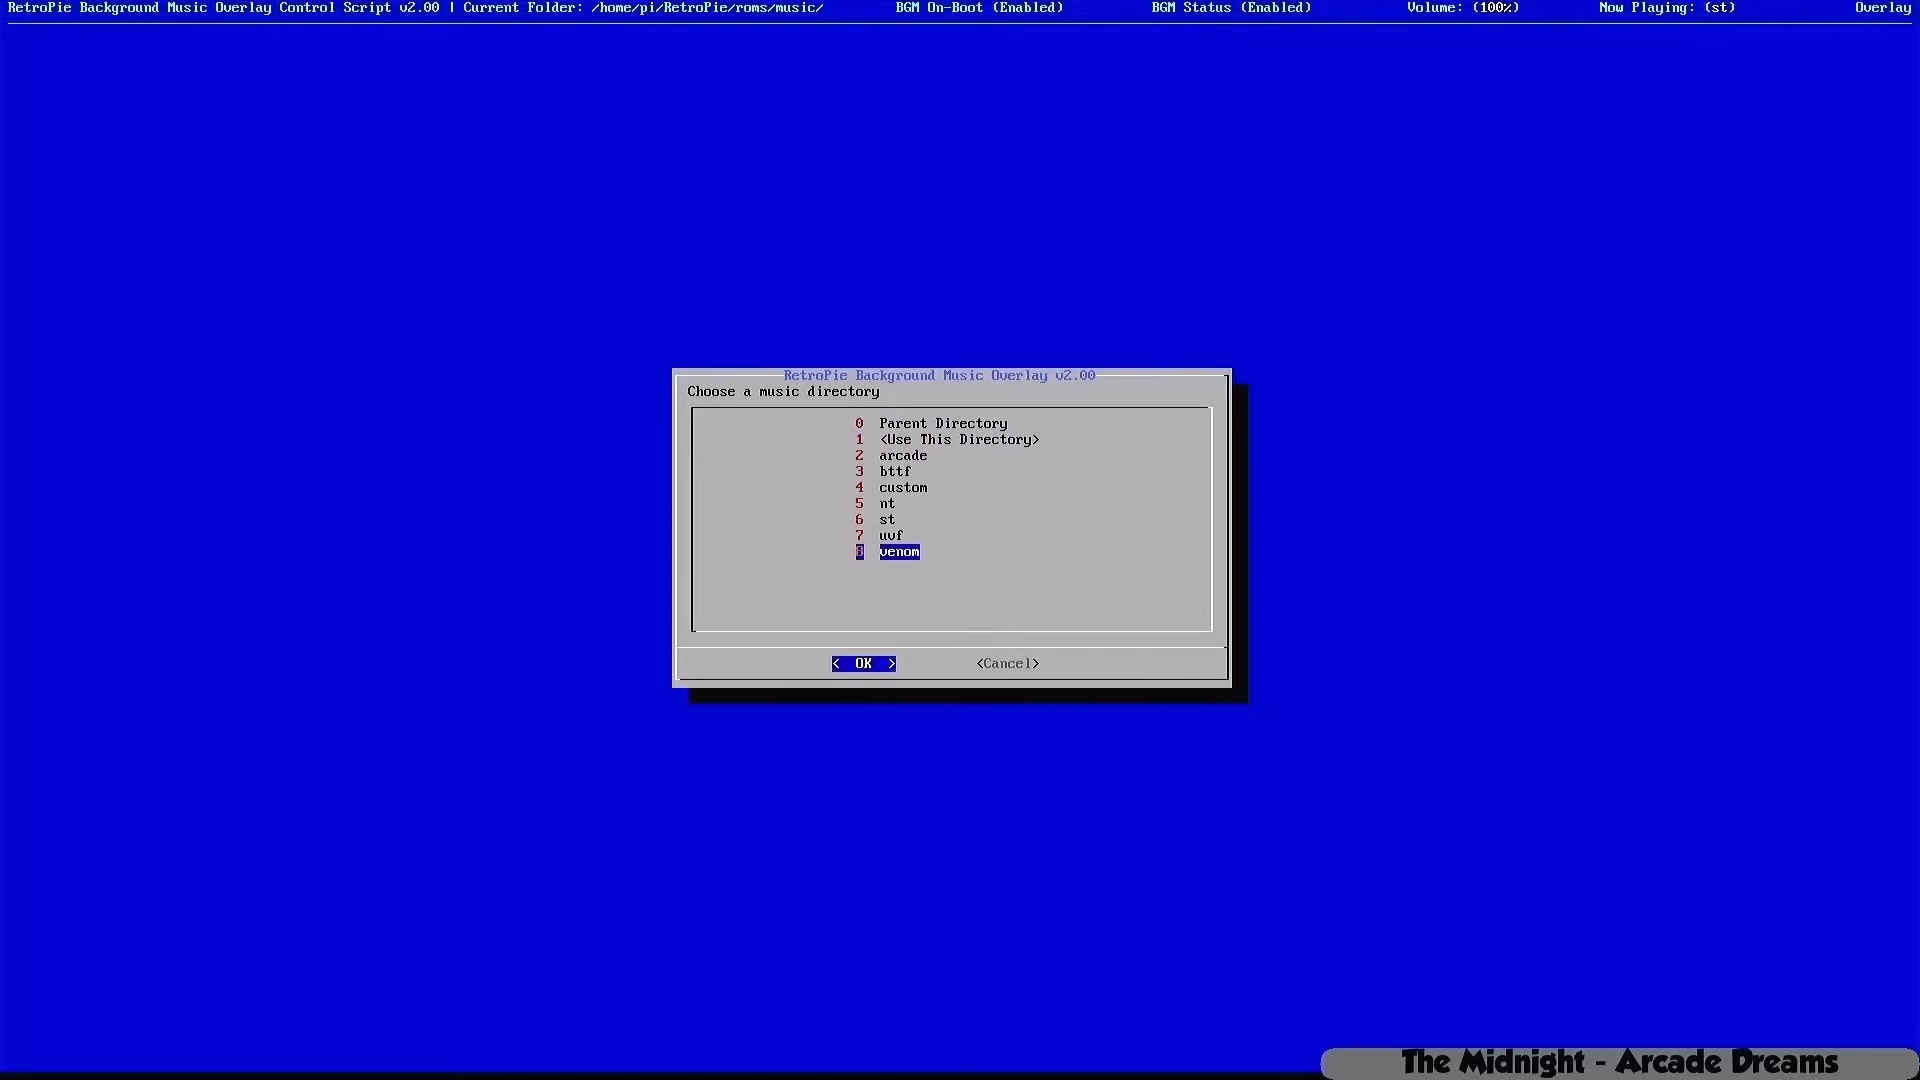 RetroPie Background Music Overlay Control Script v2.00 | Current Folder: /home/pi/RetroPie/roms/music/ BGM On-Boot (Enabled) BGM Status (Enabled) Volume: (100%) Now Playing: (st) Overlay
RetroPie Background Music Overlay v2.00
Choose a music directory
0 Parent Directory
1 <Use This Directory>
2 arcade
3 bttf
4 custom
5 nt
6 st
7 uvf
8 venom
< OK > <Cancel>
The Midnight - Arcade Dreams